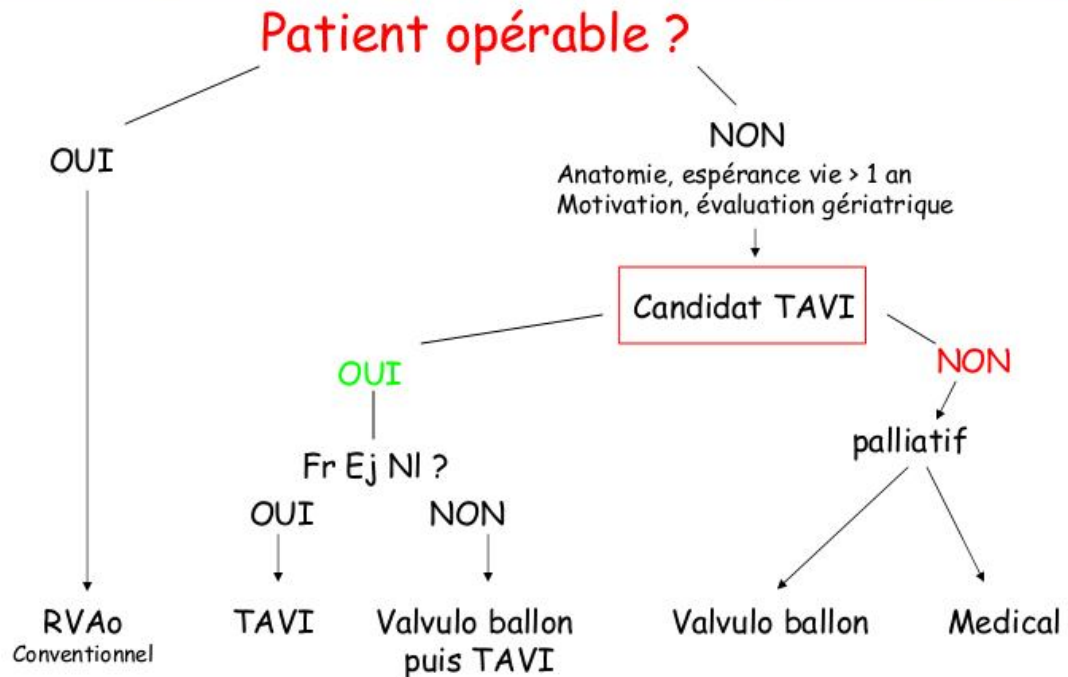 Patient opérable ?
OUI
NON
Anatomie, espérance vie > 1 an
Motivation, évaluation gériatrique
Candidat TAVI
OUI
NON
Fr Ej Nl ?
palliatif
OUI
NON
RVAo
Conventionnel
TAVI
Valvulo ballon
puis TAVI
Valvulo ballon
Medical